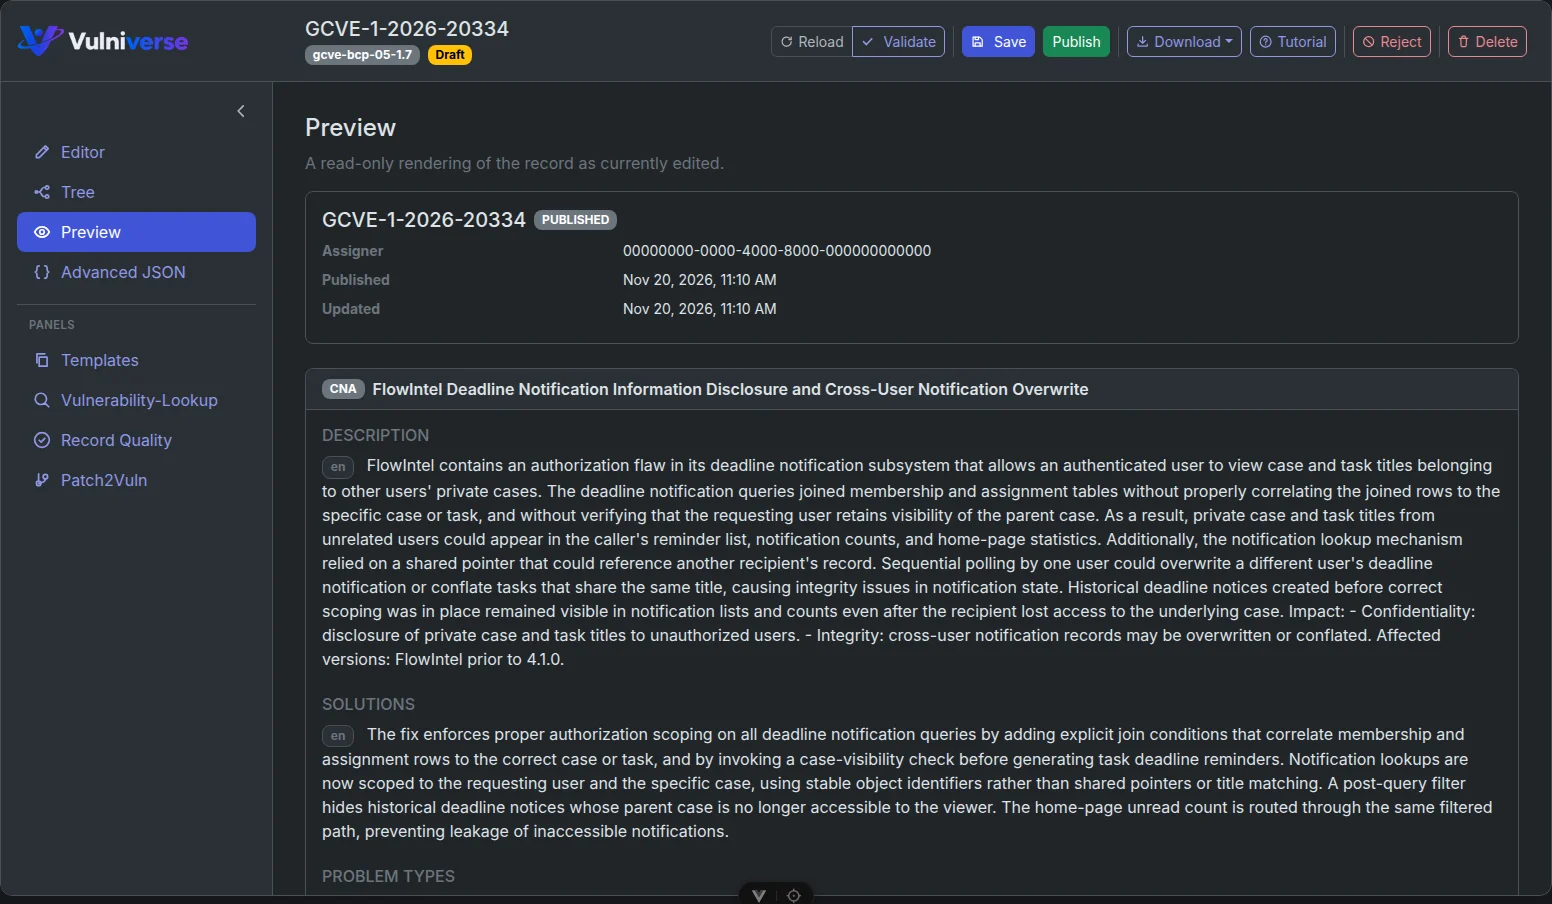 Vulniverse
GCVE-1-2026-20334
gcve-bcp-05-1.7 Draft
Reload Validate Save Publish Download Tutorial Reject Delete
Editor
Tree
Preview
Advanced JSON
PANELS
Templates
Vulnerability-Lookup
Record Quality
Patch2Vuln
Preview
A read-only rendering of the record as currently edited.
GCVE-1-2026-20334 PUBLISHED
Assigner 00000000-0000-4000-8000-000000000000
Published Nov 20, 2026, 11:10 AM
Updated Nov 20, 2026, 11:10 AM
CNA FlowIntel Deadline Notification Information Disclosure and Cross-User Notification Overwrite
DESCRIPTION
en FlowIntel contains an authorization flaw in its deadline notification subsystem that allows an authenticated user to view case and task titles belonging
to other users' private cases. The deadline notification queries joined membership and assignment tables without properly correlating the joined rows to the
specific case or task, and without verifying that the requesting user retains visibility of the parent case. As a result, private case and task titles from
unrelated users could appear in the caller's reminder list, notification counts, and home-page statistics. Additionally, the notification lookup mechanism
relied on a shared pointer that could reference another recipient's record. Sequential polling by one user could overwrite a different user's deadline
notification or conflate tasks that share the same title, causing integrity issues in notification state. Historical deadline notices created before correct
scoping was in place remained visible in notification lists and counts even after the recipient lost access to the underlying case. Impact: - Confidentiality:
disclosure of private case and task titles to unauthorized users. - Integrity: cross-user notification records may be overwritten or conflated. Affected
versions: FlowIntel prior to 4.1.0.
SOLUTIONS
en The fix enforces proper authorization scoping on all deadline notification queries by adding explicit join conditions that correlate membership and
assignment rows to the correct case or task, and by invoking a case-visibility check before generating task deadline reminders. Notification lookups are
now scoped to the requesting user and the specific case, using stable object identifiers rather than shared pointers or title matching. A post-query filter
hides historical deadline notices whose parent case is no longer accessible to the viewer. The home-page unread count is routed through the same filtered
path, preventing leakage of inaccessible notifications.
PROBLEM TYPES